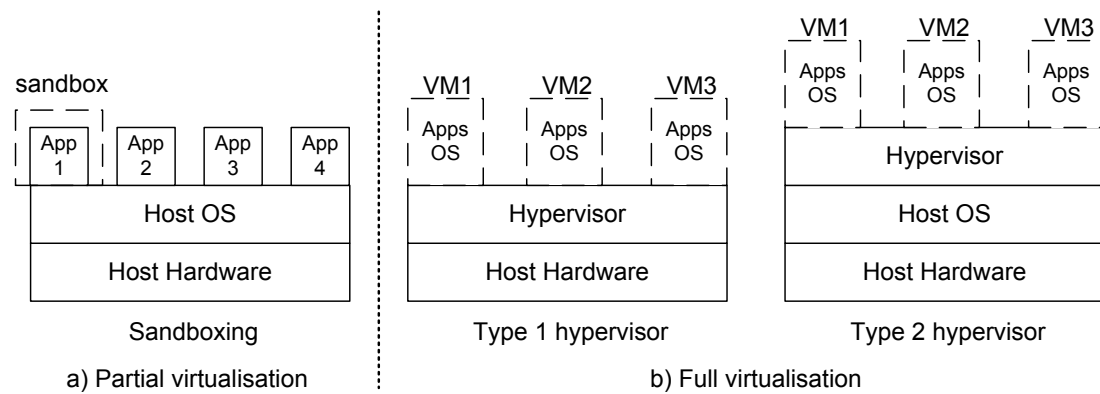 sandbox
App 1
App 2
App 3
App 4
Host OS
Host Hardware
Sandboxing
a) Partial virtualisation
VM1
VM2
VM3
Apps OS
Apps OS
Apps OS
Hypervisor
Host Hardware
Type 1 hypervisor
VM1
VM2
VM3
Apps OS
Apps OS
Apps OS
Hypervisor
Host OS
Host Hardware
Type 2 hypervisor
b) Full virtualisation